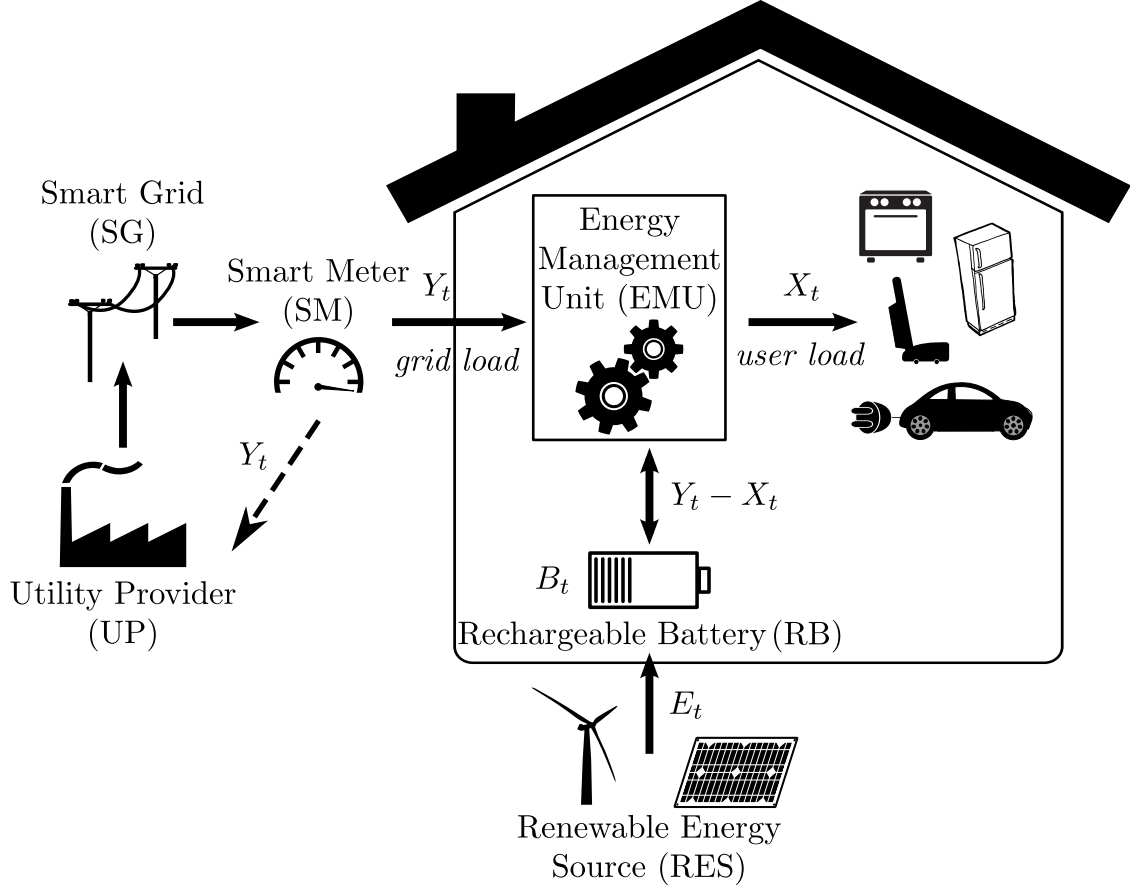 Smart Grid
(SG)
Smart Meter
(SM)
Y_t
grid load
Energy
Management
Unit (EMU)
X_t
user load
Y_t
Y_t − X_t
B_t
Utility Provider
(UP)
Rechargeable Battery (RB)
E_t
Renewable Energy
Source (RES)